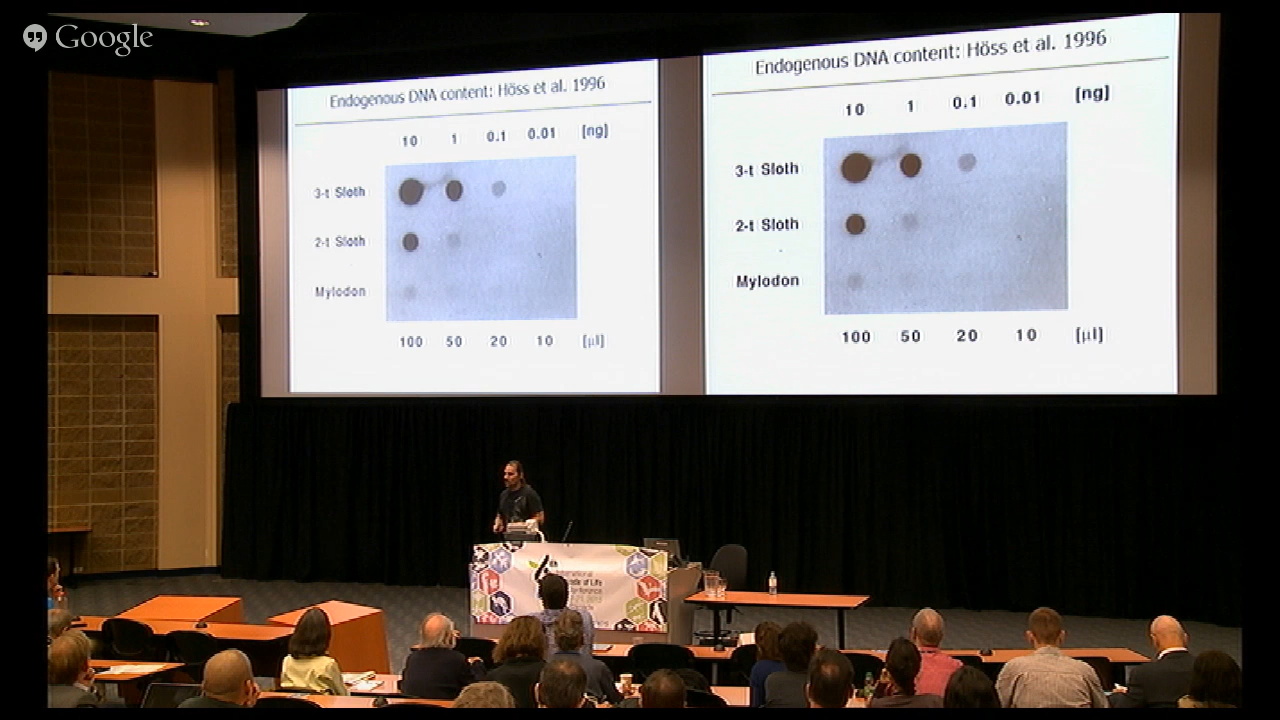 Google
Endogenous DNA content: Höss et al. 1996
10 1 0.1 0.01 [ng]
3-t Sloth
2-t Sloth
Mylodon
100 50 20 10 [µl]
Endogenous DNA content: Höss et al. 1996
10 1 0.1 0.01 [ng]
3-t Sloth
2-t Sloth
Mylodon
100 50 20 10 [µl]
of Life